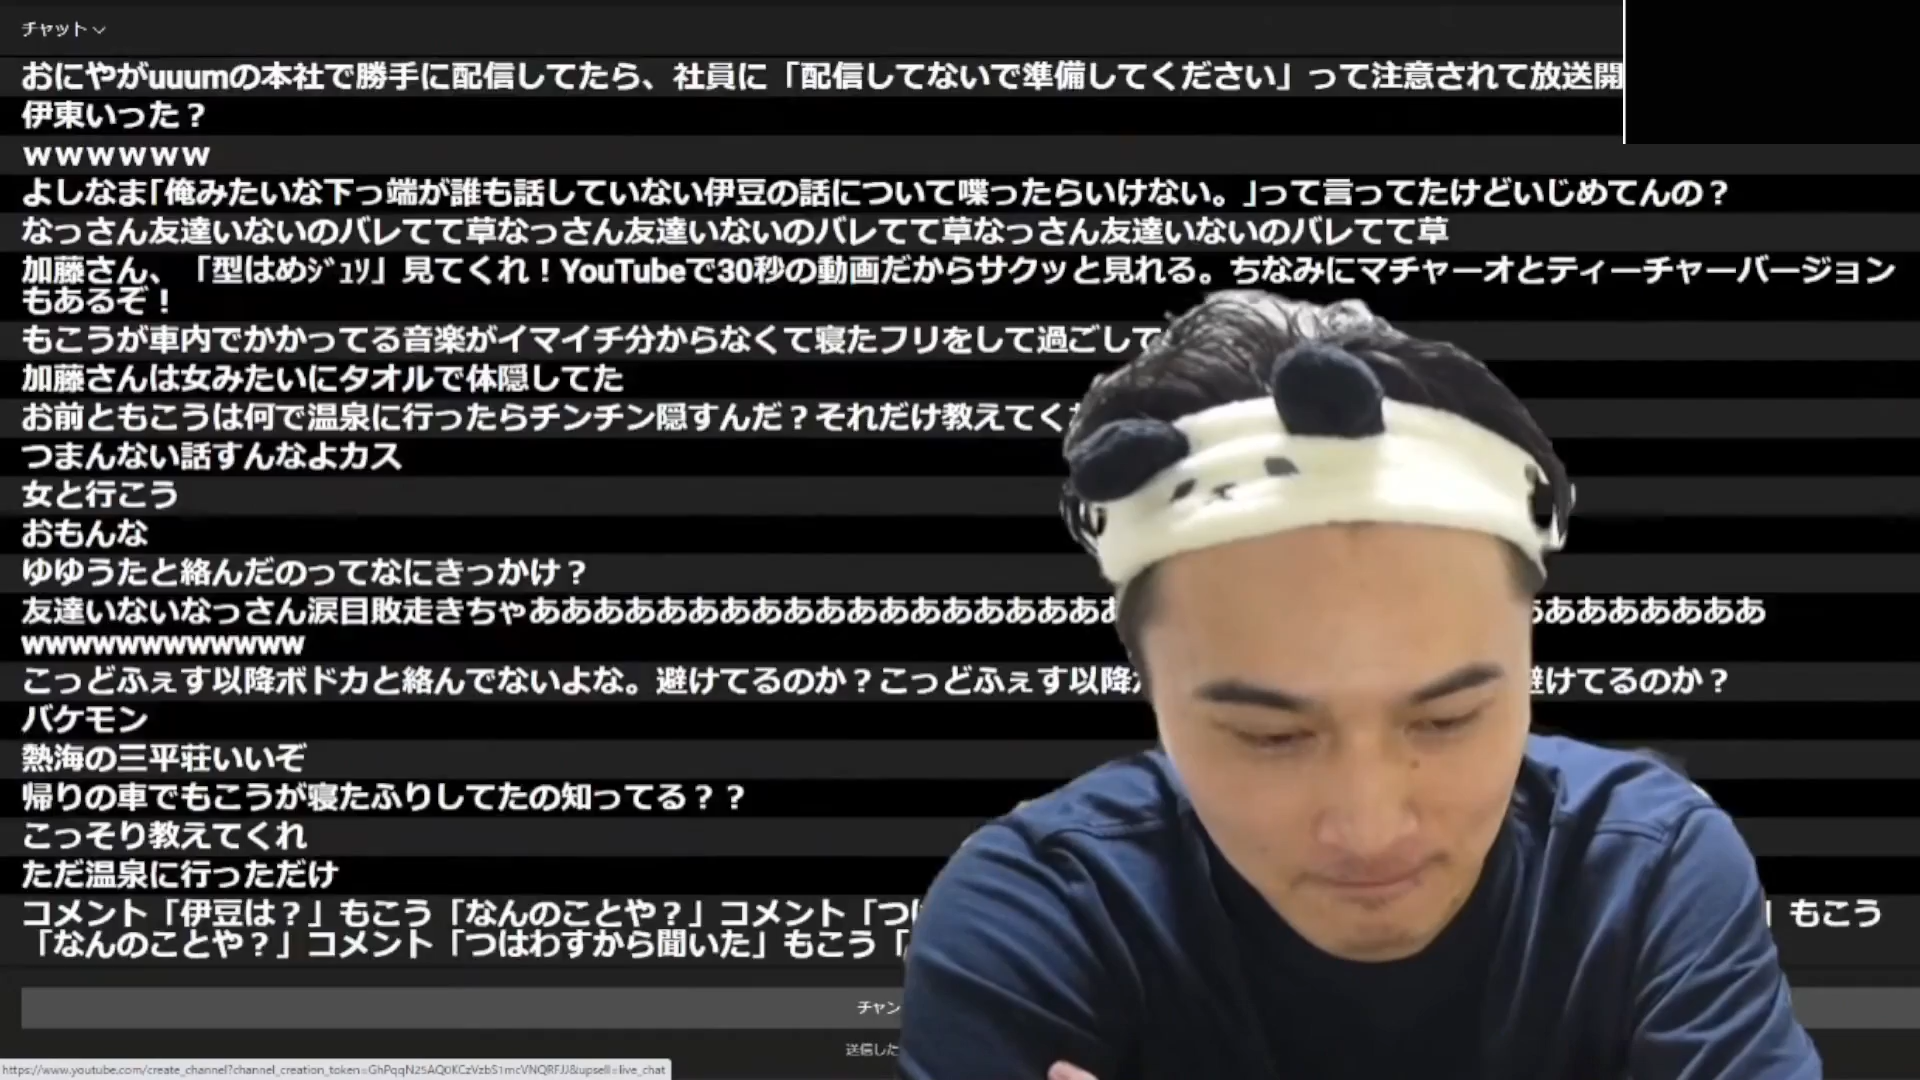 チャット
おにやがuuumの本社で勝手に配信してたら、社員に「配信してないで準備してください」って注意されて放送開
伊東いった？
ｗｗｗｗｗｗ
よしなま｢俺みたいな下っ端が誰も話していない伊豆の話について喋ったらいけない。｣って言ってたけどいじめてんの？
なっさん友達いないのバレてて草なっさん友達いないのバレてて草なっさん友達いないのバレてて草
加藤さん、「型はめｼﾞｭﾘ」見てくれ！YouTubeで30秒の動画だからサクッと見れる。ちなみにマチャーオとティーチャーバージョン
もあるぞ！
もこうが車内でかかってる音楽がイマイチ分からなくて寝たフリをして過ごして
加藤さんは女みたいにタオルで体隠してた
お前ともこうは何で温泉に行ったらチンチン隠すんだ？それだけ教えてく
つまんない話すんなよカス
女と行こう
おもんな
ゆゆうたと絡んだのってなにきっかけ？
友達いないなっさん涙目敗走きちゃあああああああああああああああああああ ああああああああ
wwwwwwwwwwwww
こっどふぇす以降ボドカと絡んでないよな。避けてるのか？こっどふぇす以降 避けてるのか？
バケモン
熱海の三平荘いいぞ
帰りの車でもこうが寝たふりしてたの知ってる？？
こっそり教えてくれ
ただ温泉に行っただけ
コメント「伊豆は？」もこう「なんのことや？」コメント「つは 」もこう
「なんのことや？」コメント「つはわすから聞いた」もこう「
チャン
送信した
https://www.youtube.com/create_channel?channel_creation_token=GhPqqN25AQ0KCzVzbS1mcVNQRFJJ&upsell=live_chat